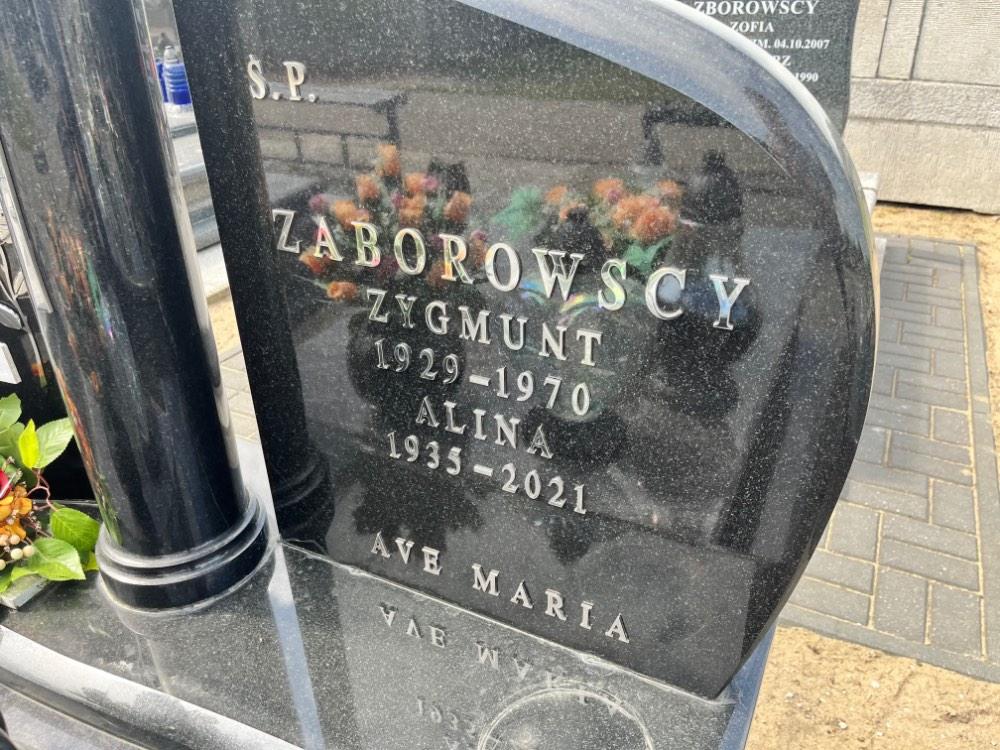 Ś.P.
ZABOROWSCY
ZYGMUNT
1929-1970
ALINA
1935-2021
AVE MARIA
ZBOROWSCY
ZOFIA
04.10.2007
1990